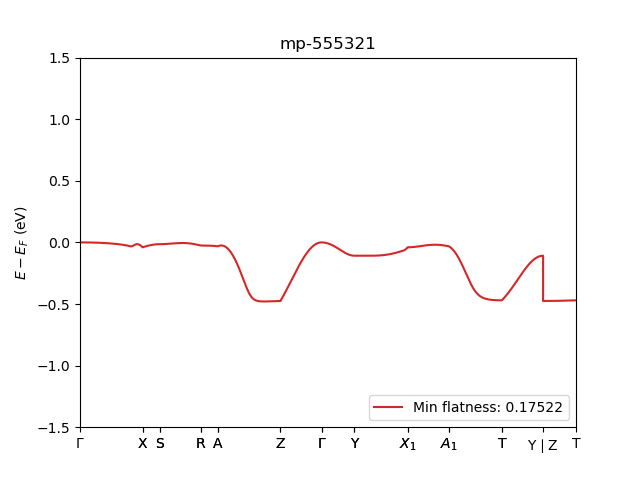 mp-555321
E − E_F (eV)
1.5
1.0
0.5
0.0
−0.5
−1.0
−1.5
Min flatness: 0.17522
Γ X S R A Z Γ Y X₁ A₁ T Y | Z T